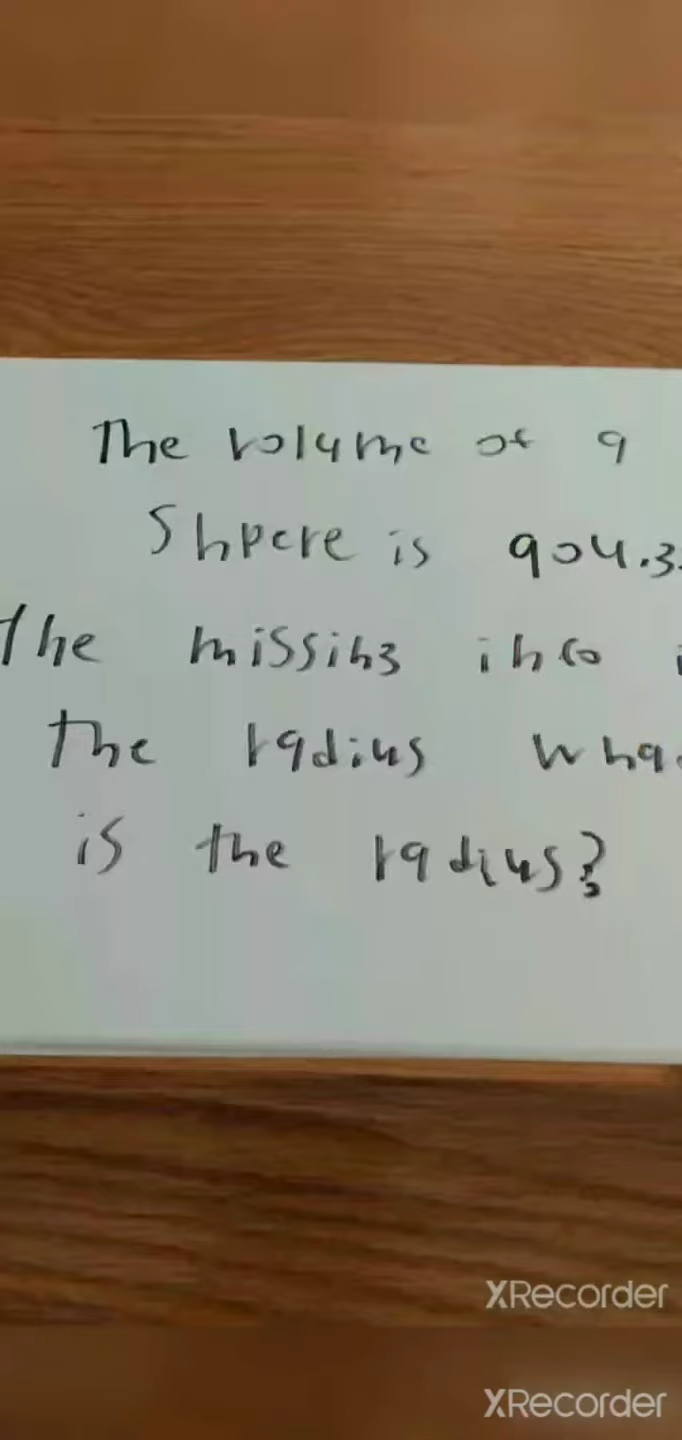 The volume of a
Shpere is 904.3
The missing info i
the radius wha
is the radius?
XRecorder
XRecorder